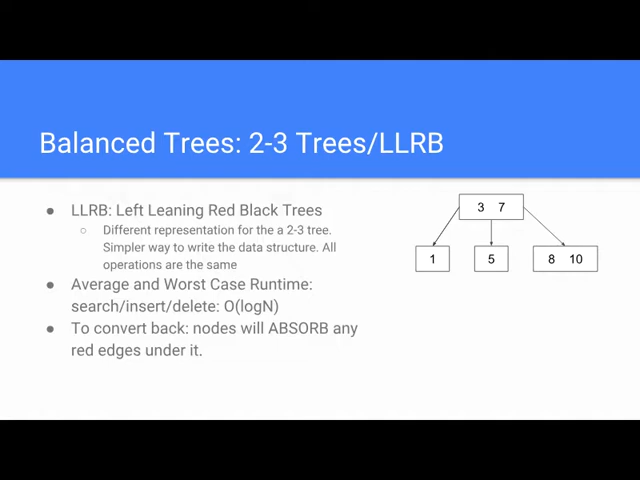 Balanced Trees: 2-3 Trees/LLRB
● LLRB: Left Leaning Red Black Trees
○ Different representation for the a 2-3 tree.
Simpler way to write the data structure. All
operations are the same
● Average and Worst Case Runtime:
search/insert/delete: O(logN)
● To convert back: nodes will ABSORB any
red edges under it.
3 7
1 5 8 10